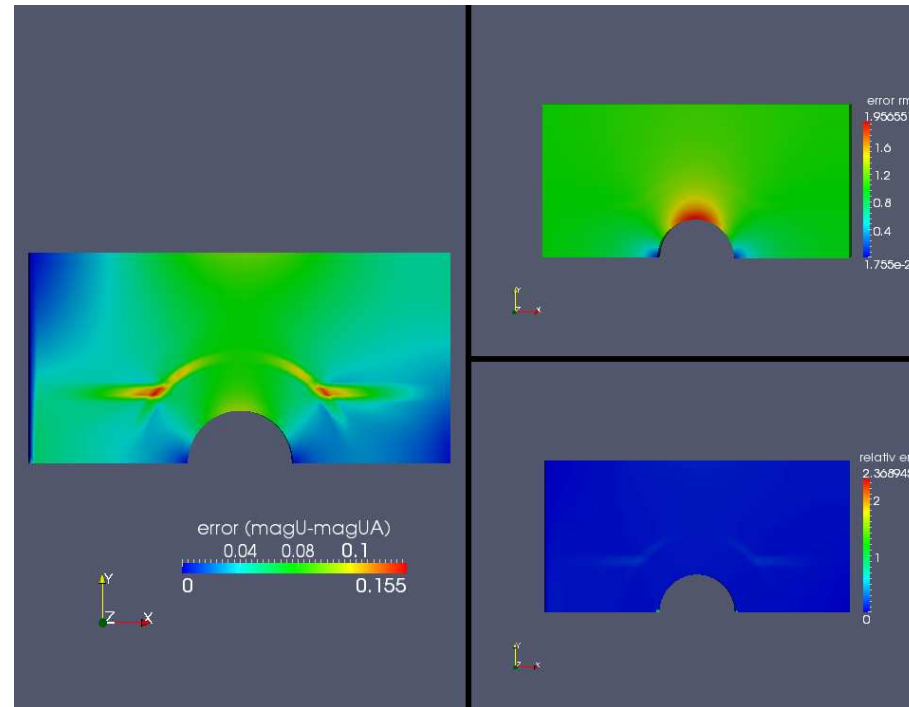 error (magU-magUA)
0.04 0.08 0.1
0 0.155
Y
Z X
error rm
1.95655
1.6
1.2
0.8
0.4
1.755e-2
Y
Z X
relativ er
2.368945
2
1
0
Y
Z X